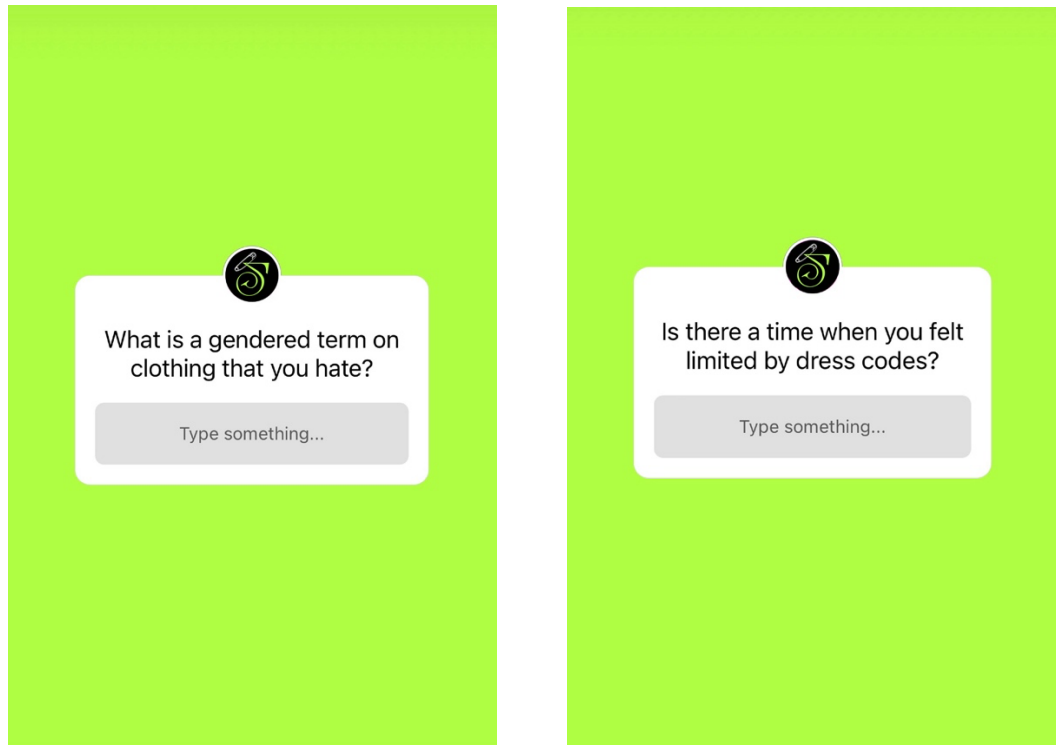 What is a gendered term on
clothing that you hate?
Type something...
Is there a time when you felt
limited by dress codes?
Type something...